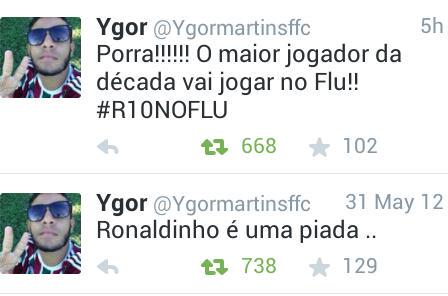 Ygor @Ygormartinsffc 5h
Porra!!!!!! O maior jogador da
década vai jogar no Flu!!
#R10NOFLU
668 102
Ygor @Ygormartinsffc 31 May 12
Ronaldinho é uma piada ..
738 129